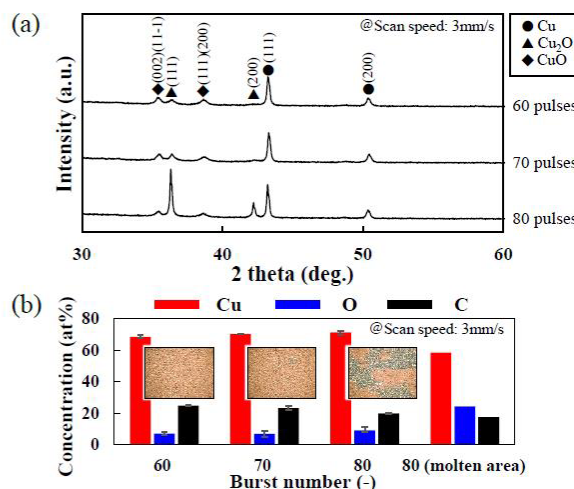 (a)
@Scan speed: 3mm/s
● Cu
▲ Cu2O
◆ CuO
(002)(11-1)
(111)
(111)(200)
(200)
(111)
(200)
60 pulses
70 pulses
80 pulses
Intensity (a.u.)
30 40 50 60
2 theta (deg.)
(b)
Cu O C
@Scan speed: 3mm/s
Concentration (at%)
80
60
40
20
0
60 70 80 80 (molten area)
Burst number (-)